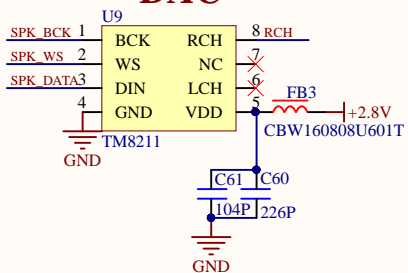 DAC
U9
SPK_BCK 1 BCK RCH 8 RCH
SPK_WS 2 WS NC 7
SPK_DATA 3 DIN LCH 6
4 GND VDD 5
FB3
+2.8V
CBW160808U601T
GND
TM8211
C61 C60
104P 226P
GND